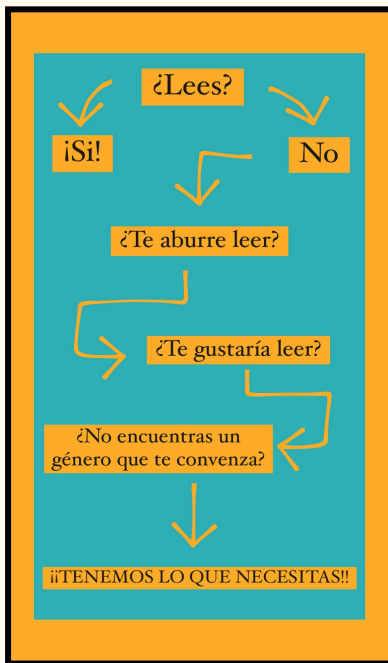 ¿Lees?
¡Si!
No
¿Te aburre leer?
¿Te gustaría leer?
¿No encuentras un
género que te convenza?
¡¡TENEMOS LO QUE NECESITAS!!